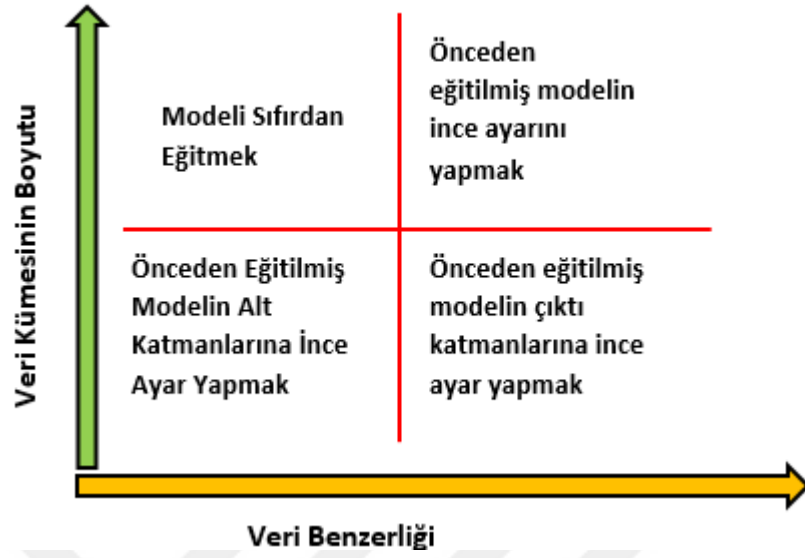 Veri Kümesinin Boyutu
Modeli Sıfırdan
Eğitmek
Önceden
eğitilmiş modelin
ince ayarını
yapmak
Önceden Eğitilmiş
Modelin Alt
Katmanlarına İnce
Ayar Yapmak
Önceden eğitilmiş
modelin çıktı
katmanlarına ince
ayar yapmak
Veri Benzerliği